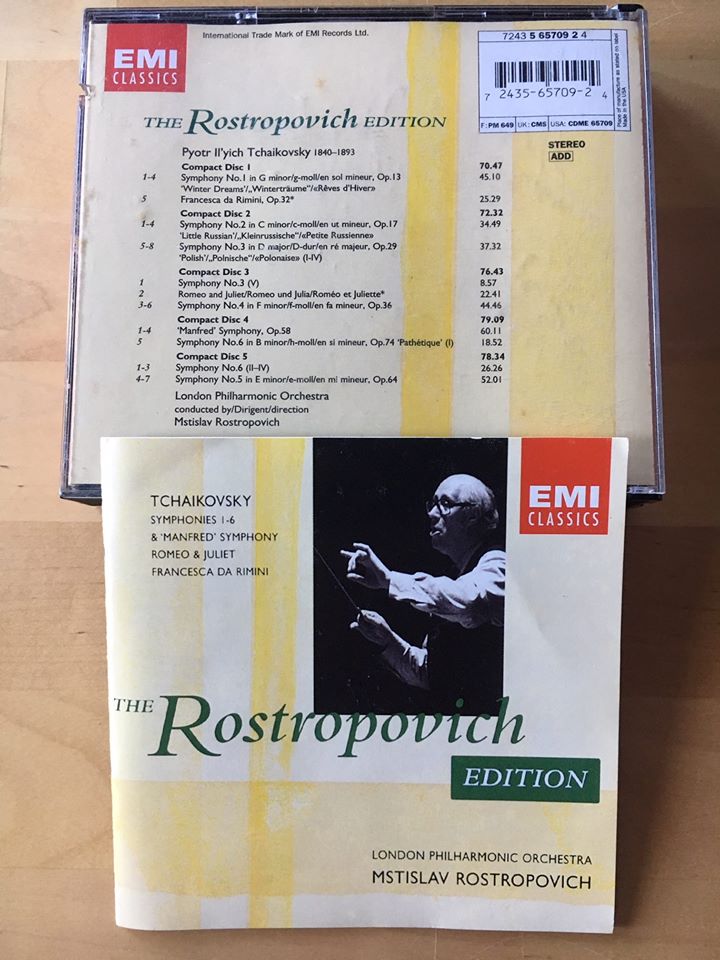 EMI
CLASSICS
International Trade Mark of EMI Records Ltd.
7243 5 65709 2 4
7 2435-65709-2 4
F: PM 649 UK: CMS USA: CDME 65709
Place of manufacture as stated on label
Made in the USA
THE Rostropovich EDITION
STEREO
ADD
Pyotr Il'yich Tchaikovsky 1840–1893
Compact Disc 1 70.47
1-4 Symphony No.1 in G minor/g-moll/en sol mineur, Op.13 45.10
'Winter Dreams'/„Winterträume“/«Rêves d'Hiver»
5 Francesca da Rimini, Op.32* 25.29
Compact Disc 2 72.32
1-4 Symphony No.2 in C minor/c-moll/en ut mineur, Op.17 34.49
'Little Russian'/„Kleinrussische“/«Petite Russienne»
5-8 Symphony No.3 in D major/D-dur/en ré majeur, Op.29 37.32
'Polish'/„Polnische“/«Polonaise» (I-IV)
Compact Disc 3 76.43
1 Symphony No.3 (V) 8.57
2 Romeo and Juliet/Romeo und Julia/Roméo et Juliette* 22.41
3-6 Symphony No.4 in F minor/f-moll/en fa mineur, Op.36 44.46
Compact Disc 4 79.09
1-4 'Manfred' Symphony, Op.58 60.11
5 Symphony No.6 in B minor/h-moll/en si mineur, Op.74 'Pathétique' (I) 18.52
Compact Disc 5 78.34
1-3 Symphony No.6 (II–IV) 26.26
4-7 Symphony No.5 in E minor/e-moll/en mi mineur, Op.64 52.01
London Philharmonic Orchestra
conducted by/Dirigent/direction
Mstislav Rostropovich
TCHAIKOVSKY
SYMPHONIES 1-6
& 'MANFRED' SYMPHONY
ROMEO & JULIET
FRANCESCA DA RIMINI
EMI
CLASSICS
THE Rostropovich
EDITION
LONDON PHILHARMONIC ORCHESTRA
MSTISLAV ROSTROPOVICH